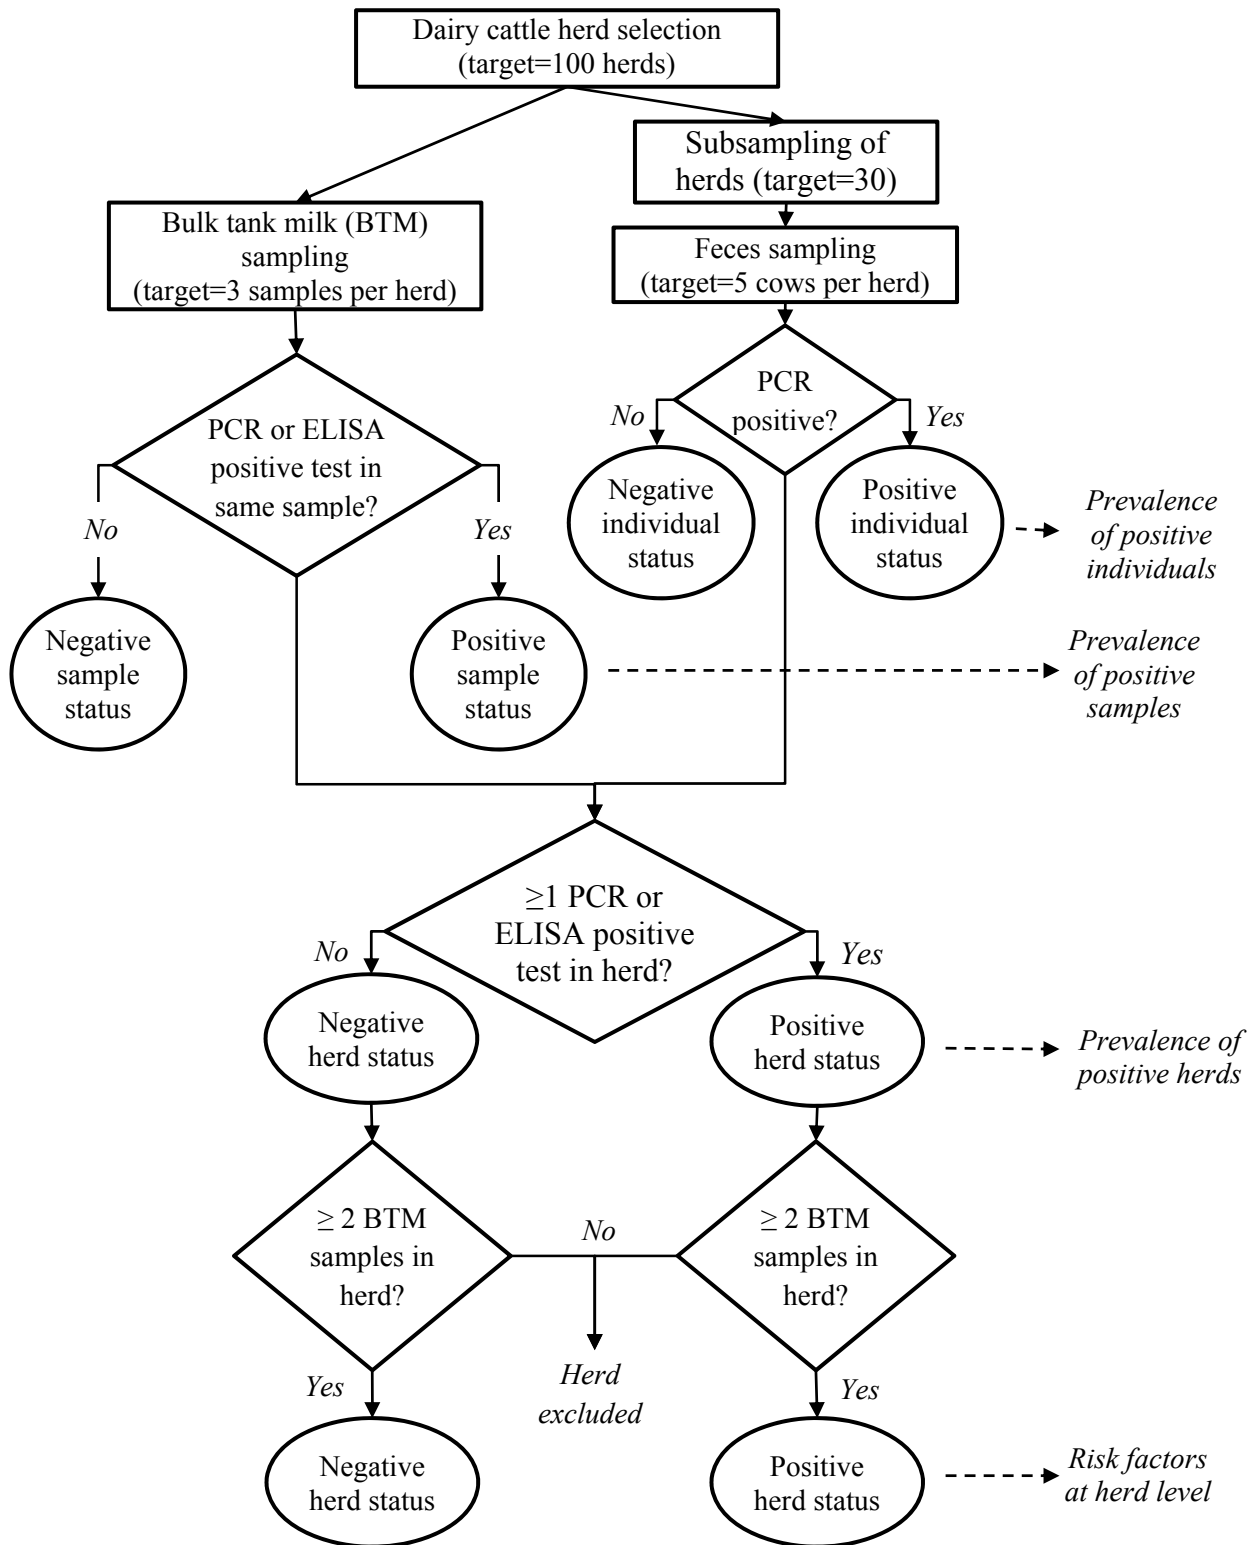 Dairy cattle herd selection
(target=100 herds)
Subsampling of
herds (target=30)
Bulk tank milk (BTM)
sampling
(target=3 samples per herd)
Feces sampling
(target=5 cows per herd)
PCR
positive?
No
Yes
PCR or ELISA
positive test in
same sample?
No
Yes
Negative
individual
status
Positive
individual
status
Prevalence
of positive
individuals
Negative
sample
status
Positive
sample
status
Prevalence
of positive
samples
≥1 PCR or
ELISA positive
test in herd?
No
Yes
Negative
herd status
Positive
herd status
Prevalence of
positive herds
≥ 2 BTM
samples in
herd?
No
≥ 2 BTM
samples in
herd?
Yes
Herd
excluded
Yes
Negative
herd status
Positive
herd status
Risk factors
at herd level